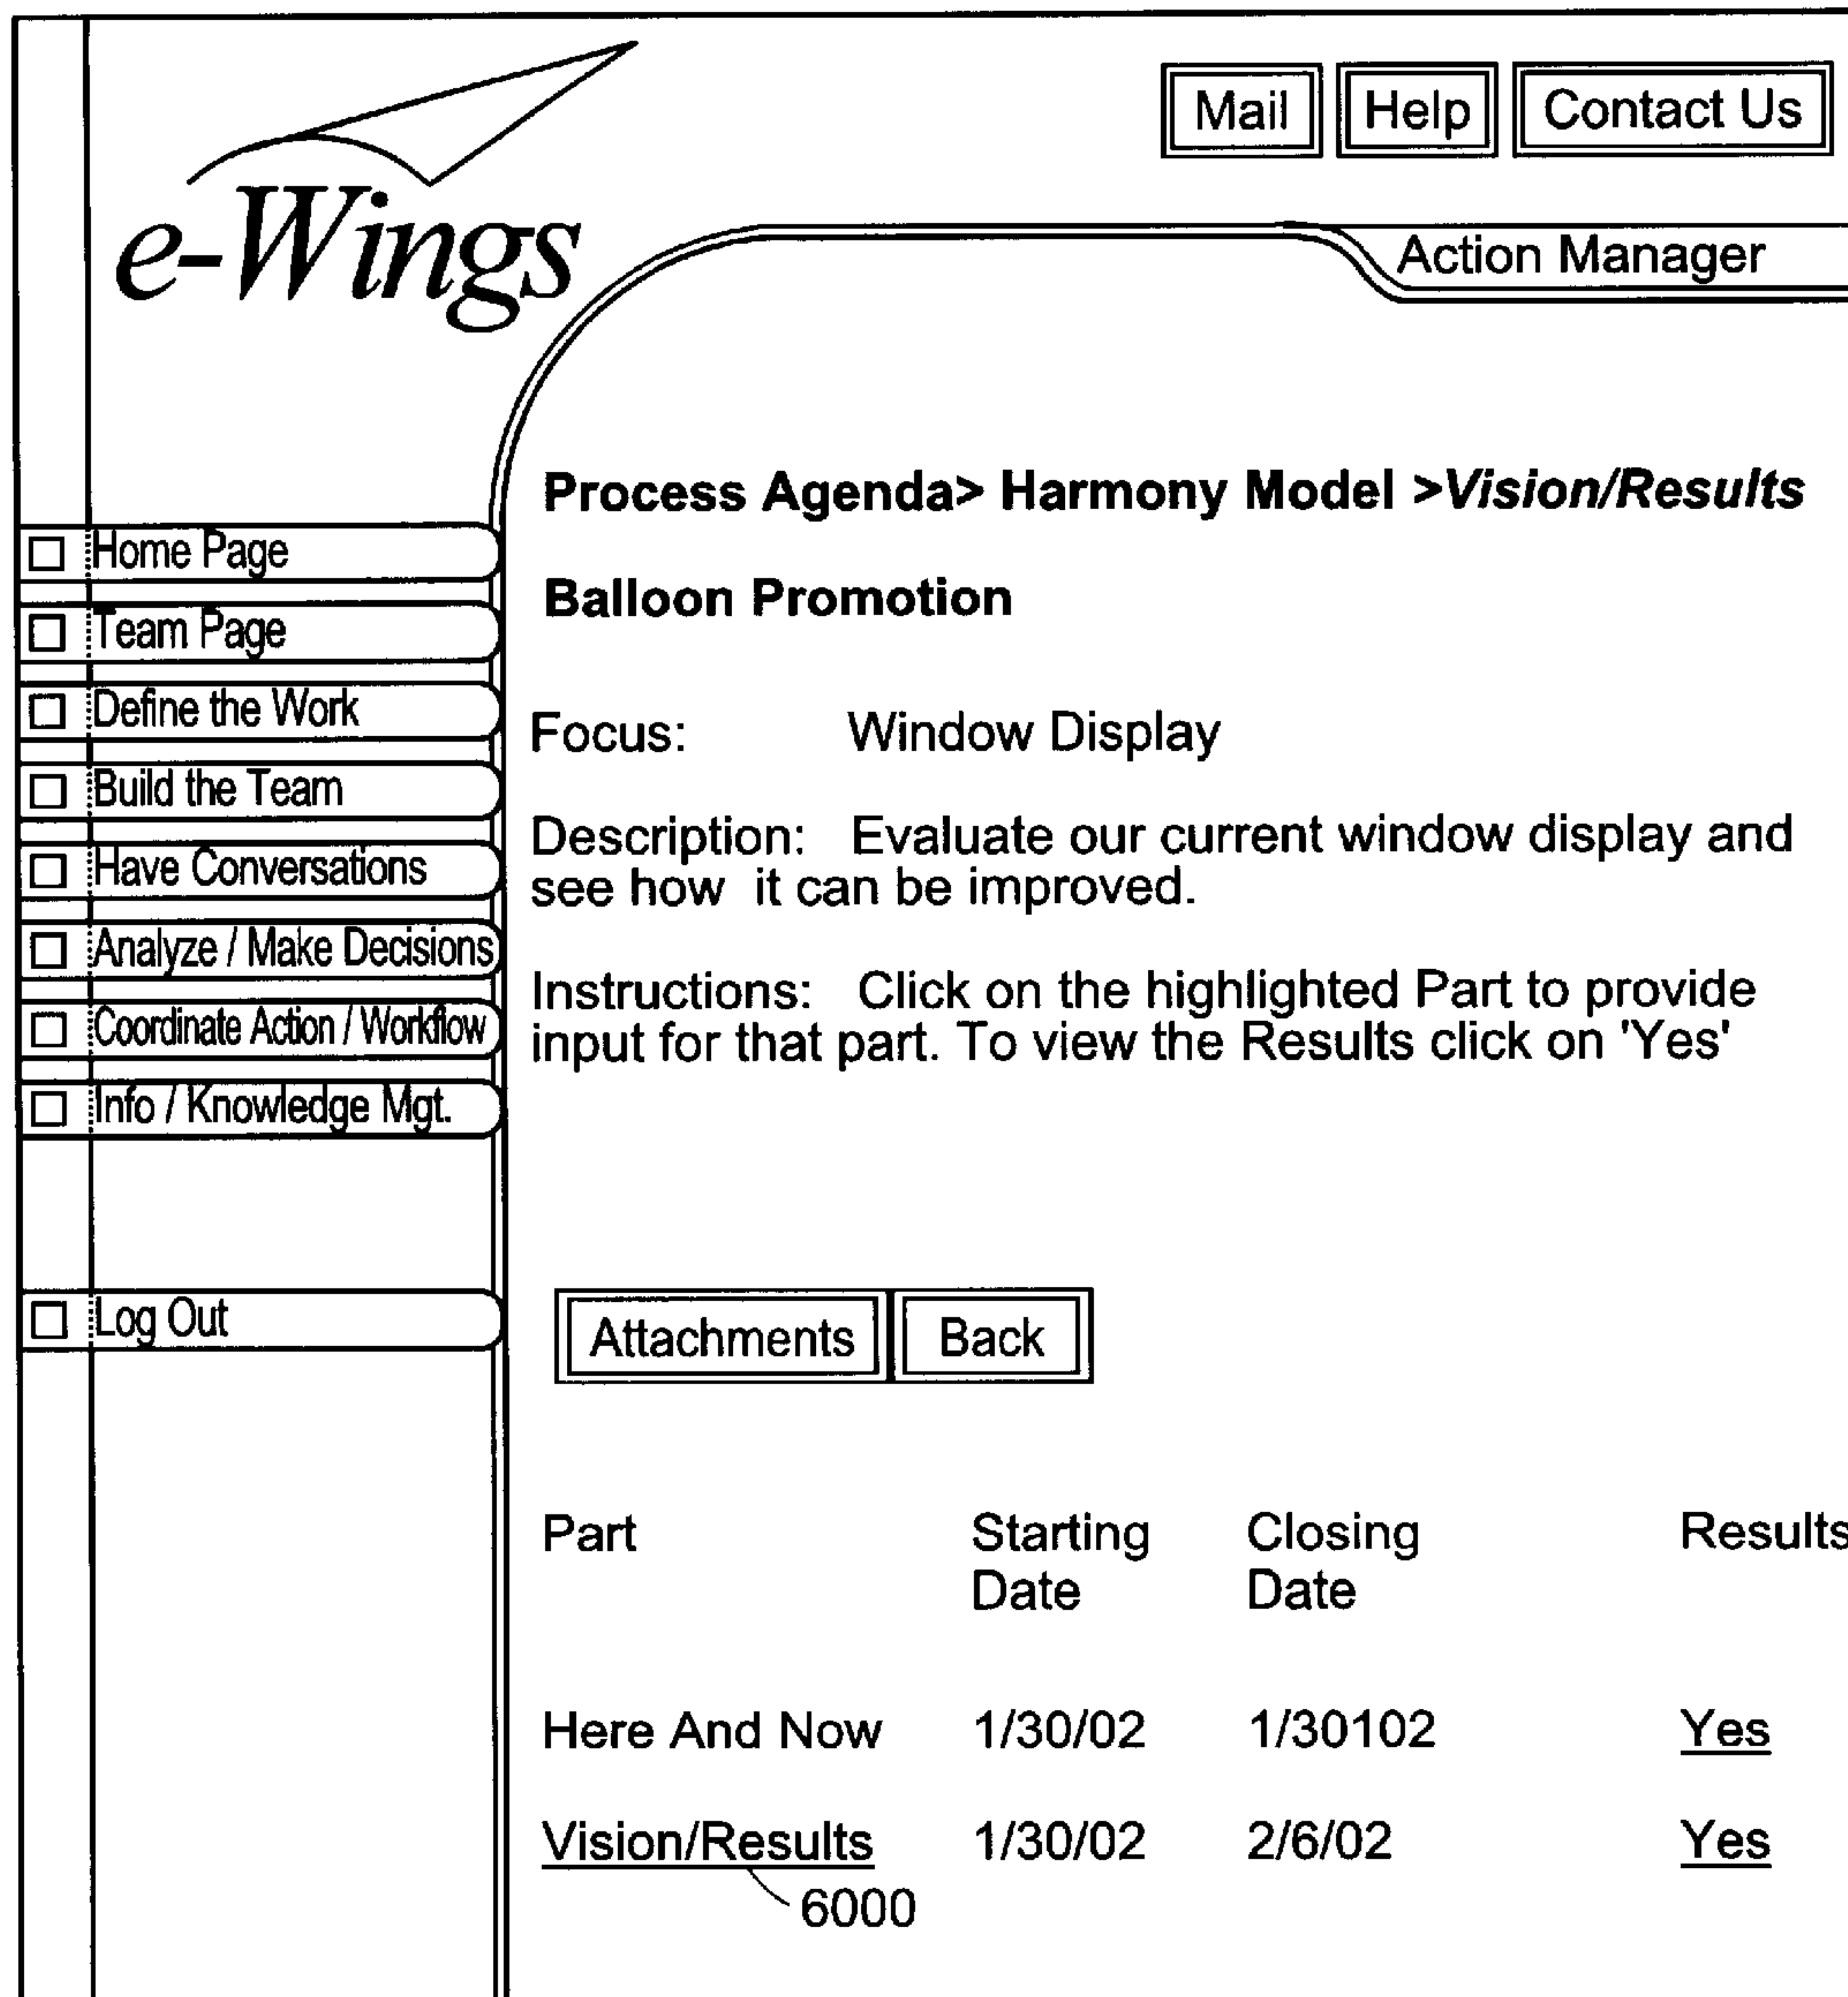 Mail Help Contact Us
e-Wings
Action Manager
Home Page
Team Page
Define the Work
Build the Team
Have Conversations
Analyze / Make Decisions
Coordinate Action / Workflow
Info / Knowledge Mgt.
Log Out
Process Agenda> Harmony Model >Vision/Results
Balloon Promotion
Focus: Window Display
Description: Evaluate our current window display and
see how it can be improved.
Instructions: Click on the highlighted Part to provide
input for that part. To view the Results click on 'Yes'
Attachments Back
Part Starting Closing Results
Date Date
Here And Now 1/30/02 1/30102 Yes
Vision/Results 1/30/02 2/6/02 Yes
6000